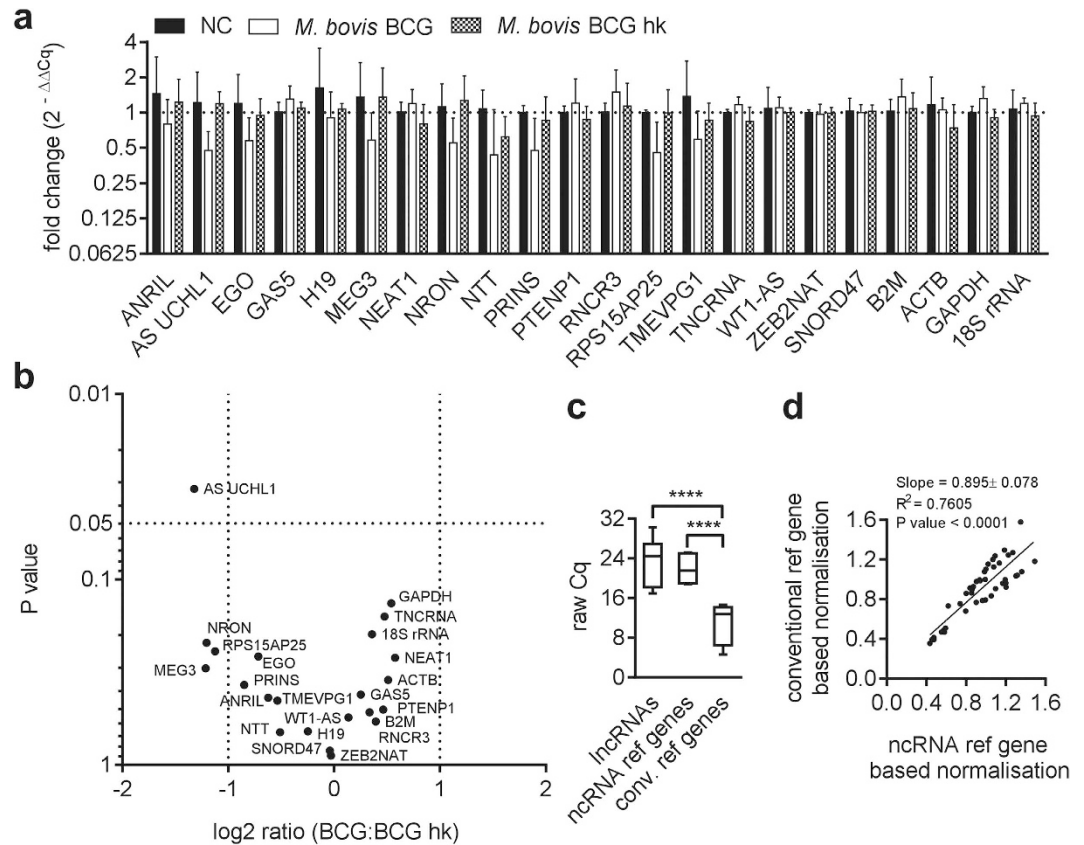 a
NC
M. bovis BCG
M. bovis BCG hk
fold change (2 - ΔΔCq)
4
2
1
0.5
0.25
0.125
0.0625
ANRIL
AS UCHL1
EGO
GAS5
H19
MEG3
NEAT1
NRON
NTT
PRINS
PTENP1
RNCR3
RPS15AP25
TMEVPG1
TNCRNA
WT1-AS
ZEB2NAT
SNORD47
B2M
ACTB
GAPDH
18S rRNA
b
P value
0.01
0.05
0.1
1
AS UCHL1
GAPDH
TNCRNA
18S rRNA
NRON
RPS15AP25
EGO
NEAT1
MEG3
PRINS
ACTB
ANRIL
TMEVPG1
GAS5
PTENP1
WT1-AS
B2M
NTT
H19
RNCR3
SNORD47
ZEB2NAT
-2
-1
0
1
2
log2 ratio (BCG:BCG hk)
c
raw Cq
32
24
16
8
0
****
****
lncRNAs
ncRNA ref genes
conv. ref genes
d
Slope = 0.895± 0.078
R2 = 0.7605
P value < 0.0001
conventional ref gene
based normalisation
1.6
1.2
0.8
0.4
0.0
0.0
0.4
0.8
1.2
1.6
ncRNA ref gene
based normalisation